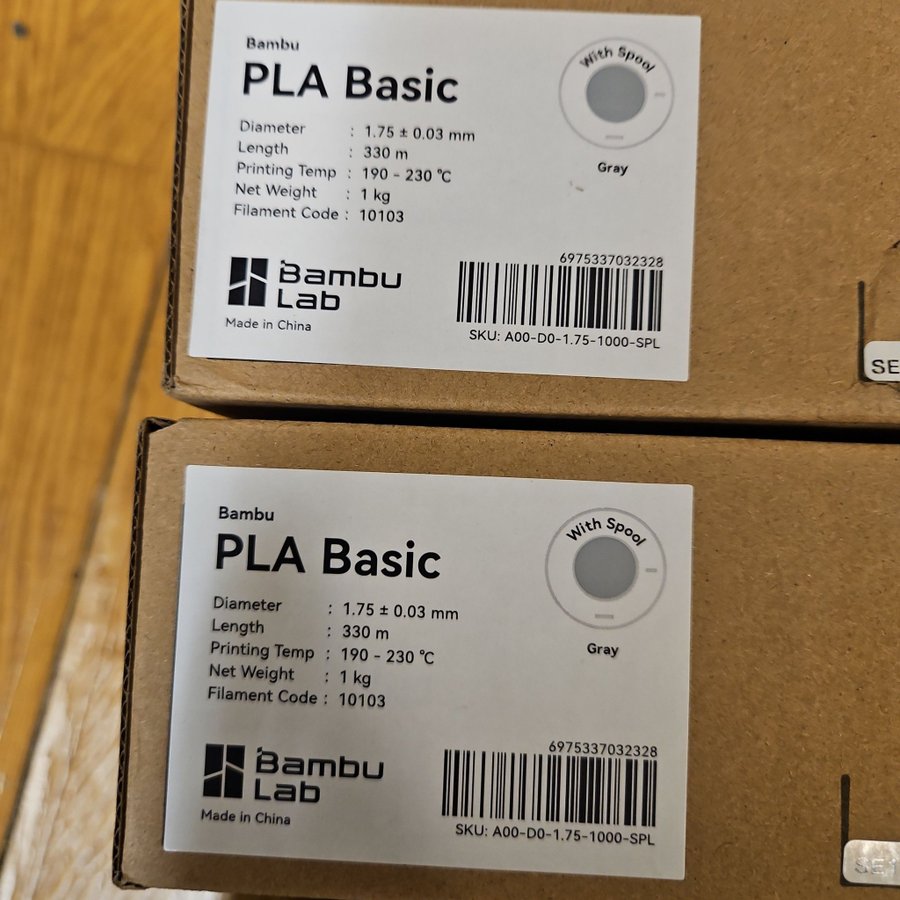 Bambu
PLA Basic
Diameter : 1.75 ± 0.03 mm
Length : 330 m
Printing Temp : 190 - 230 ℃
Net Weight : 1 kg
Filament Code : 10103
With Spool
Gray
Bambu
Lab
Made in China
6975337032328
SKU: A00-D0-1.75-1000-SPL
SE
Bambu
PLA Basic
Diameter : 1.75 ± 0.03 mm
Length : 330 m
Printing Temp : 190 - 230 ℃
Net Weight : 1 kg
Filament Code : 10103
With Spool
Gray
Bambu
Lab
Made in China
6975337032328
SKU: A00-D0-1.75-1000-SPL
SE1